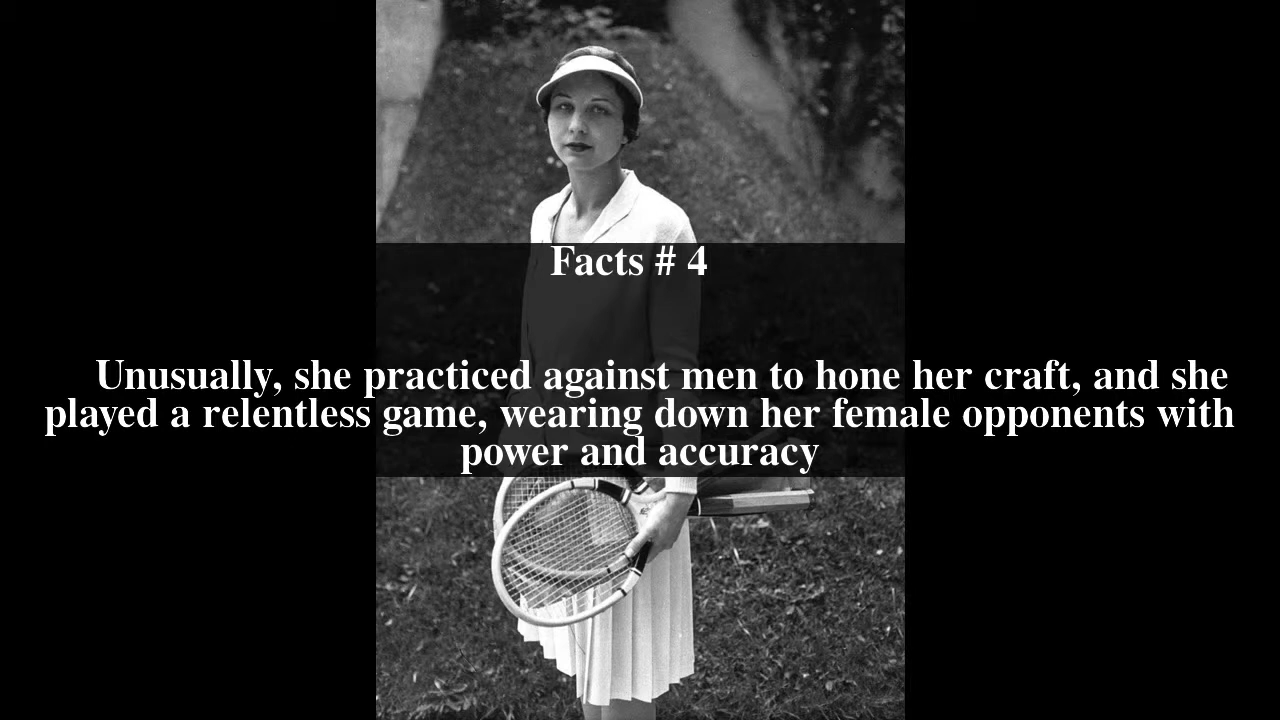 Facts # 4
Unusually, she practiced against men to hone her craft, and she
played a relentless game, wearing down her female opponents with
power and accuracy